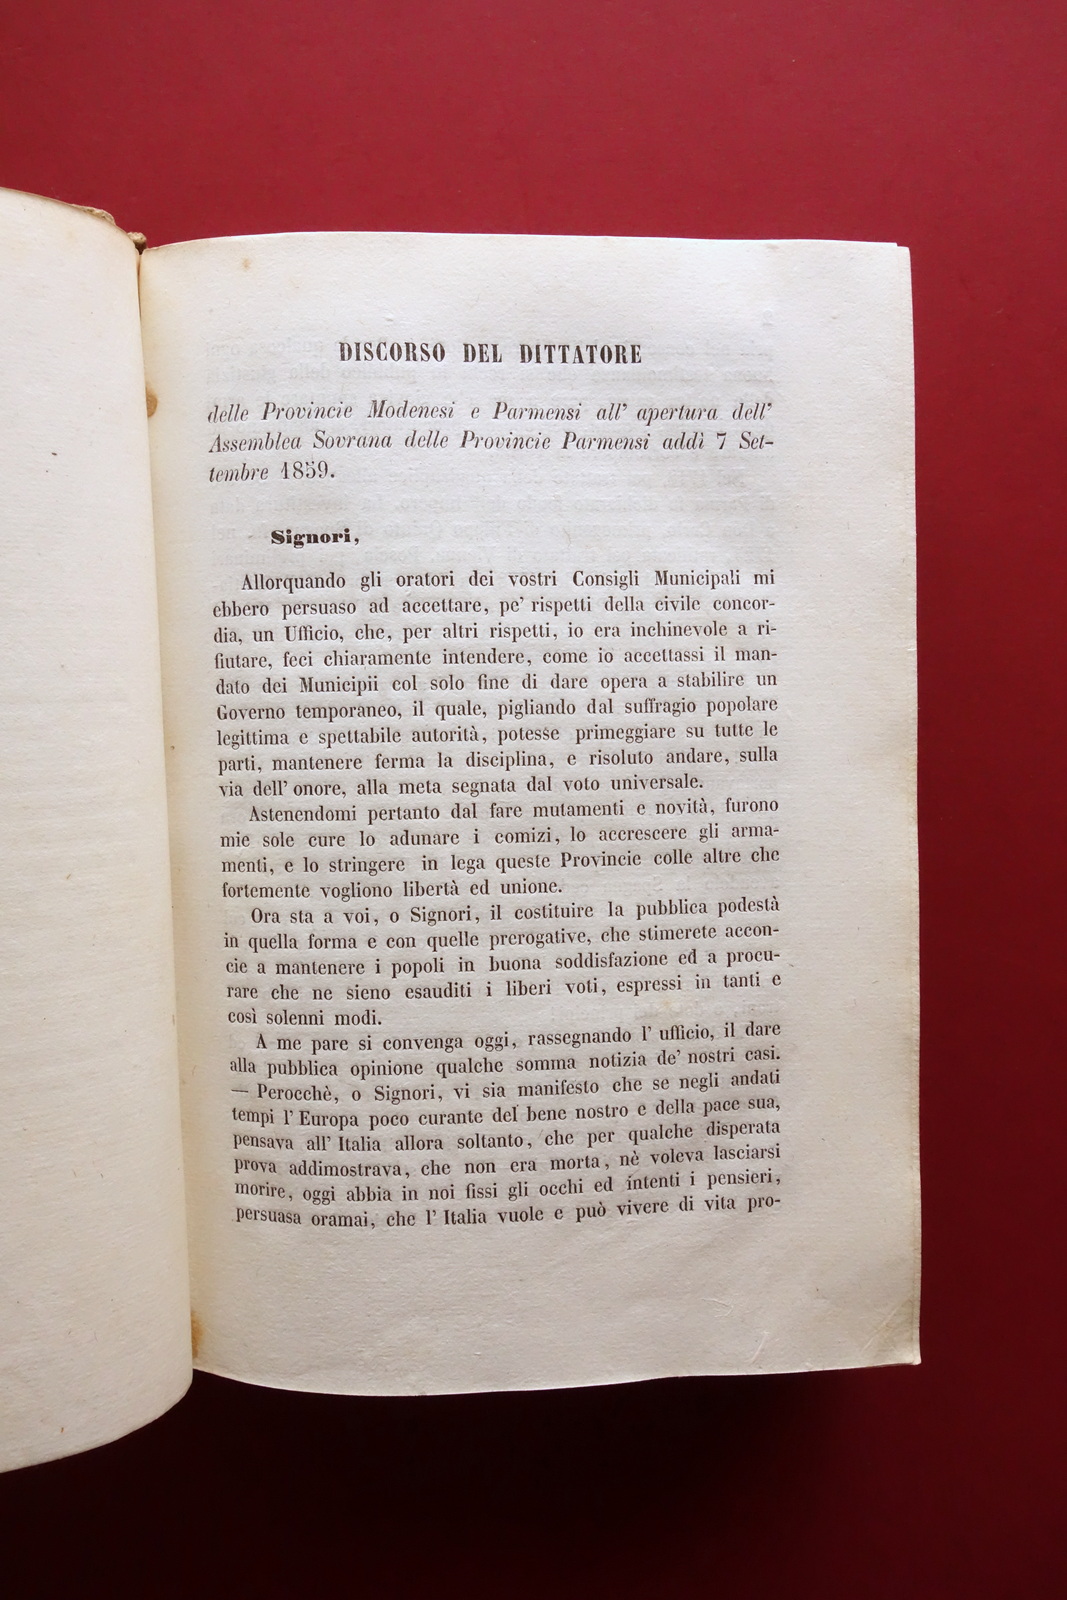 DISCORSO DEL DITTATORE
delle Provincie Modenesi e Parmensi all' apertura dell'
Assemblea Sovrana delle Provincie Parmensi addì 7 Set-
tembre 1859.
Signori,
Allorquando gli oratori dei vostri Consigli Municipali mi
ebbero persuaso ad accettare, pe' rispetti della civile concor-
dia, un Ufficio, che, per altri rispetti, io era inchinevole a ri-
fiutare, feci chiaramente intendere, come io accettassi il man-
dato dei Municipii col solo fine di dare opera a stabilire un
Governo temporaneo, il quale, pigliando dal suffragio popolare
legittima e spettabile autorità, potesse primeggiare su tutte le
parti, mantenere ferma la disciplina, e risoluto andare, sulla
via dell' onore, alla meta segnata dal voto universale.
Astenendomi pertanto dal fare mutamenti e novità, furono
mie sole cure lo adunare i comizi, lo accrescere gli arma-
menti, e lo stringere in lega queste Provincie colle altre che
fortemente vogliono libertà ed unione.
Ora sta a voi, o Signori, il costituire la pubblica podestà
in quella forma e con quelle prerogative, che stimerete accon-
cie a mantenere i popoli in buona soddisfazione ed a procu-
rare che ne sieno esauditi i liberi voti, espressi in tanti e
così solenni modi.
A me pare si convenga oggi, rassegnando l' ufficio, il dare
alla pubblica opinione qualche somma notizia de' nostri casi.
— Perocchè, o Signori, vi sia manifesto che se negli andati
tempi l' Europa poco curante del bene nostro e della pace sua,
pensava all' Italia allora soltanto, che per qualche disperata
prova addimostrava, che non era morta, nè voleva lasciarsi
morire, oggi abbia in noi fissi gli occhi ed intenti i pensieri,
persuasa oramai, che l' Italia vuole e può vivere di vita pro-